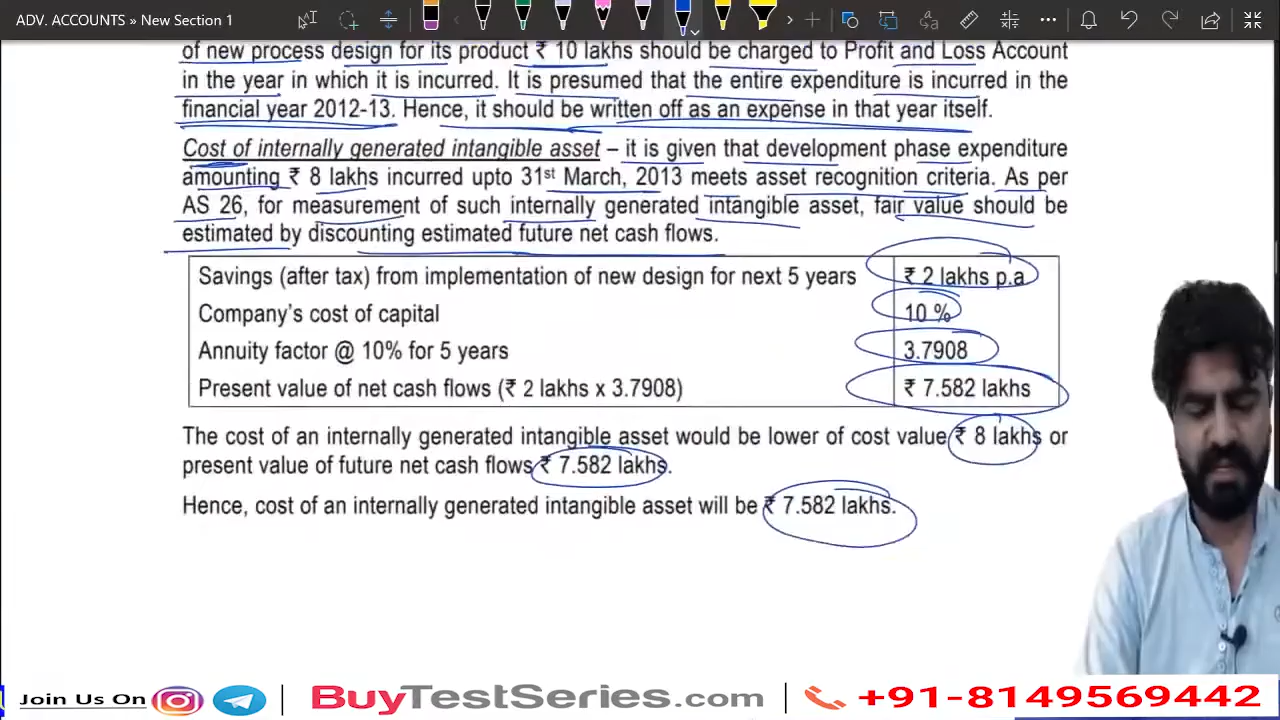 ADV. ACCOUNTS » New Section 1
of new process design for its product ₹ 10 lakhs should be charged to Profit and Loss Account
in the year in which it is incurred. It is presumed that the entire expenditure is incurred in the
financial year 2012-13. Hence, it should be written off as an expense in that year itself.
Cost of internally generated intangible asset – it is given that development phase expenditure
amounting ₹ 8 lakhs incurred upto 31st March, 2013 meets asset recognition criteria. As per
AS 26, for measurement of such internally generated intangible asset, fair value should be
estimated by discounting estimated future net cash flows.
Savings (after tax) from implementation of new design for next 5 years ₹ 2 lakhs p.a
Company's cost of capital 10 %
Annuity factor @ 10% for 5 years 3.7908
Present value of net cash flows (₹ 2 lakhs x 3.7908) ₹ 7.582 lakhs
The cost of an internally generated intangible asset would be lower of cost value ₹ 8 lakhs or
present value of future net cash flows ₹ 7.582 lakhs.
Hence, cost of an internally generated intangible asset will be ₹ 7.582 lakhs.
Join Us On BuyTestSeries.com +91-8149569442